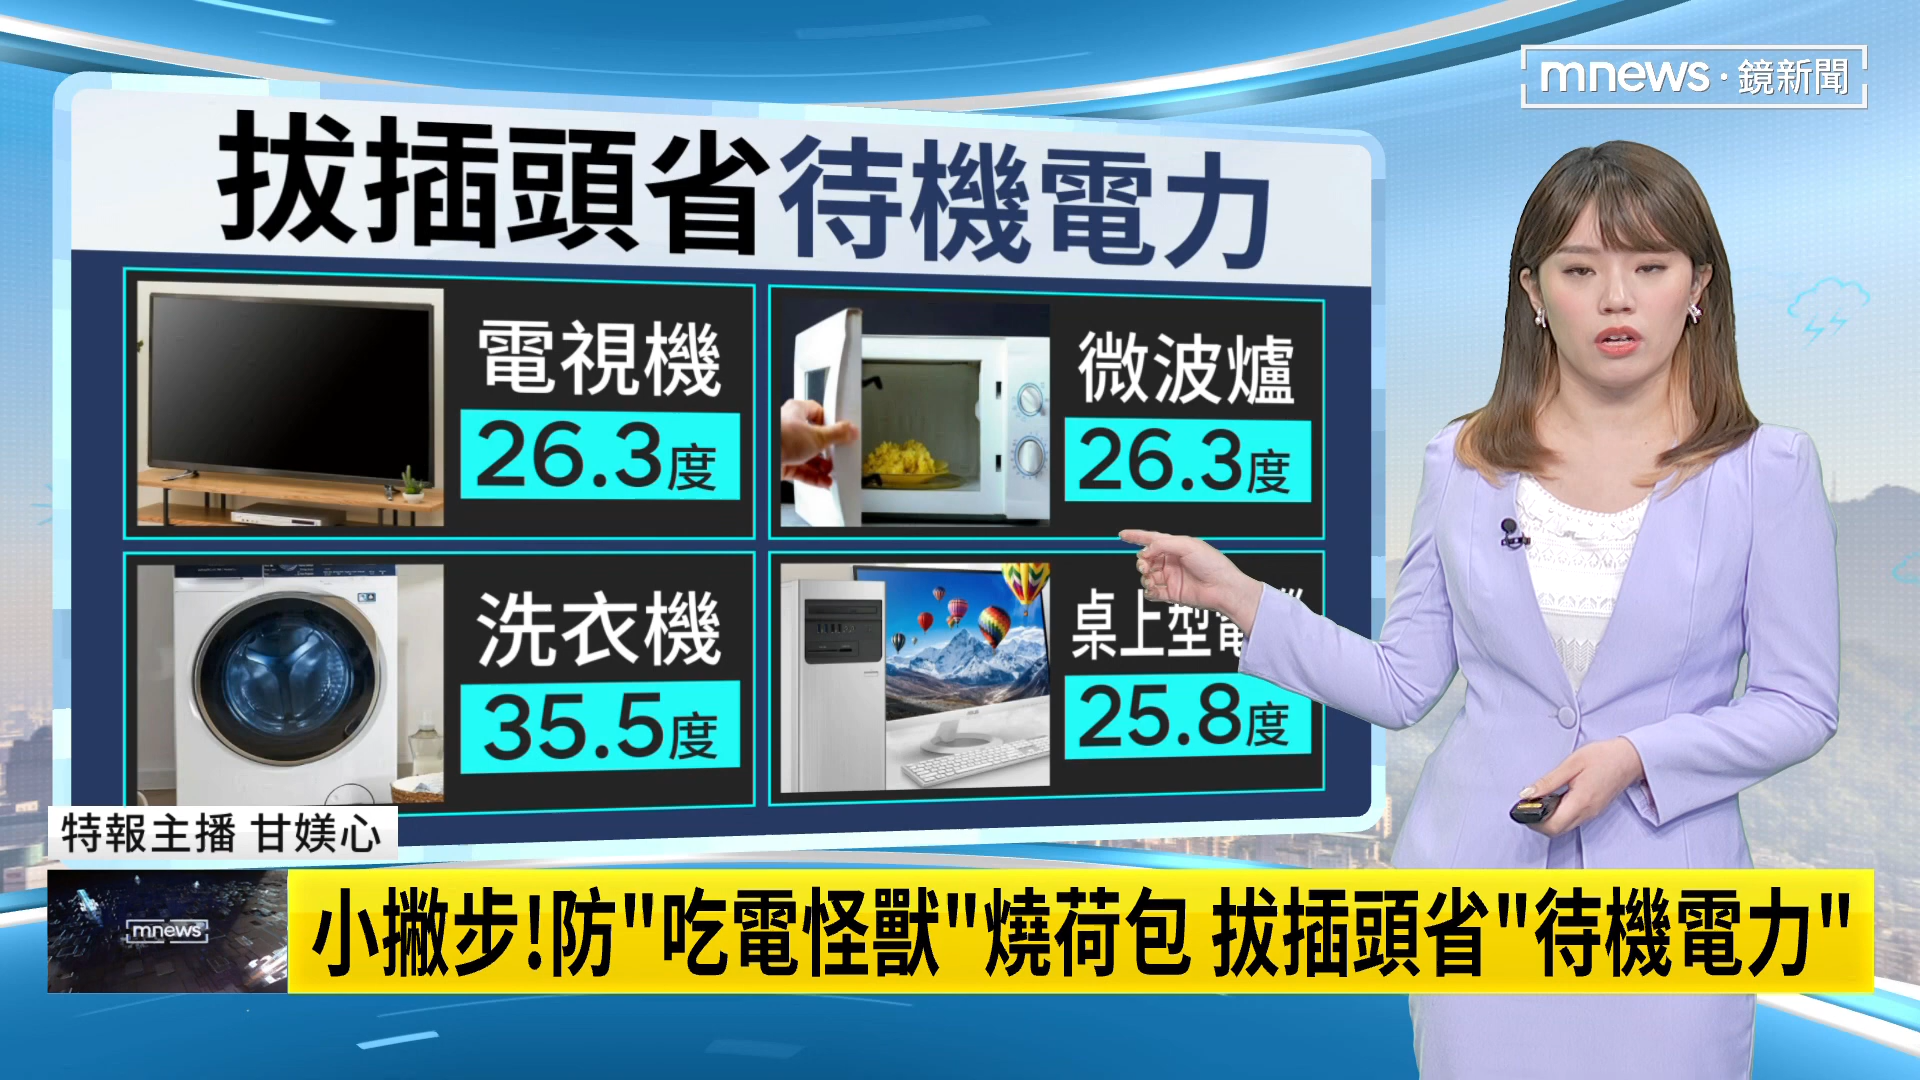 mnews·鏡新聞
拔插頭省待機電力
電視機
26.3度
微波爐
26.3度
洗衣機
35.5度
桌上型電
25.8度
特報主播 甘媄心
mnews
小撇步!防"吃電怪獸"燒荷包 拔插頭省"待機電力"